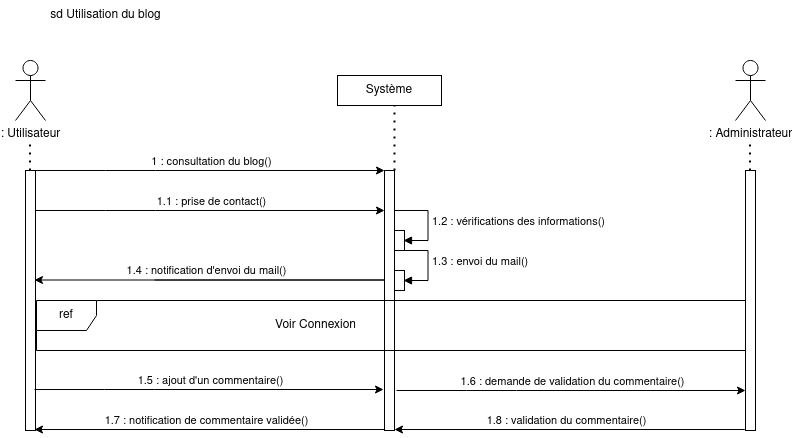 sd Utilisation du blog
Système
: Utilisateur
: Administrateur
1 : consultation du blog()
1.1 : prise de contact()
1.2 : vérifications des informations()
1.3 : envoi du mail()
1.4 : notification d'envoi du mail()
ref
Voir Connexion
1.5 : ajout d'un commentaire()
1.6 : demande de validation du commentaire()
1.7 : notification de commentaire validée()
1.8 : validation du commentaire()